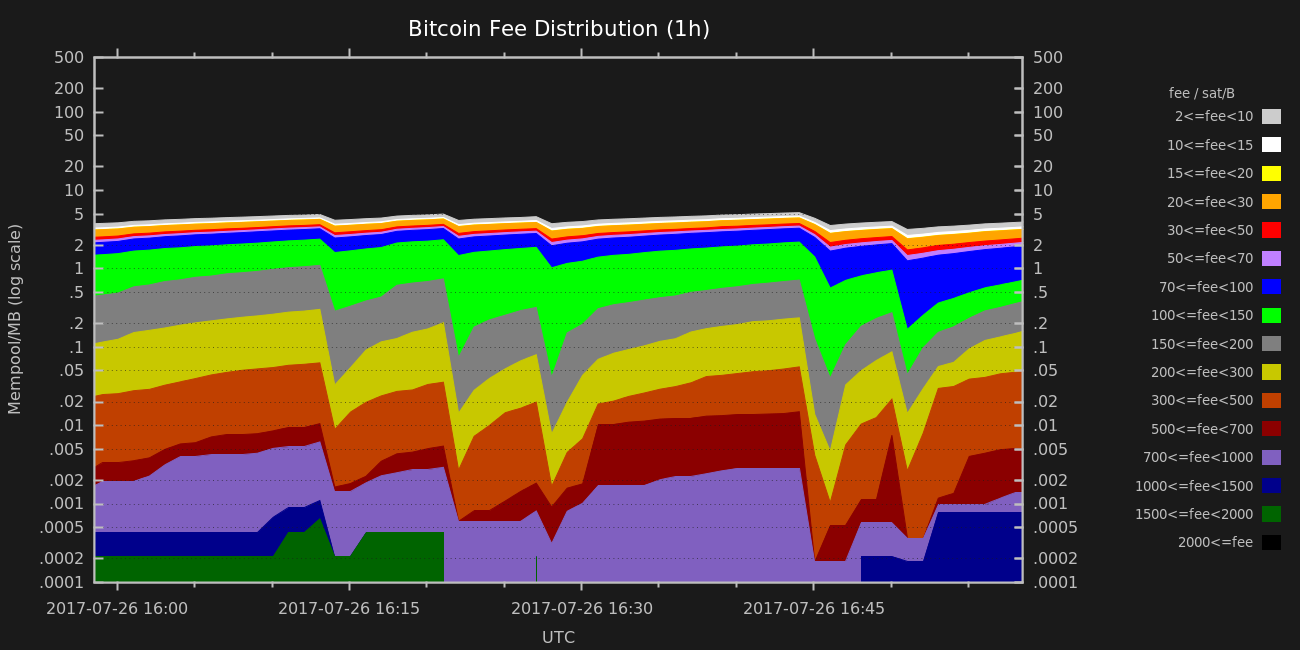 Bitcoin Fee Distribution (1h)
Mempool/MB (log scale)
500
200
100
50
20
10
5
2
1
.5
.2
.1
.05
.02
.01
.005
.002
.001
.0005
.0002
.0001
500
200
100
50
20
10
5
2
1
.5
.2
.1
.05
.02
.01
.005
.002
.001
.0005
.0002
.0001
2017-07-26 16:00
2017-07-26 16:15
2017-07-26 16:30
2017-07-26 16:45
UTC
fee / sat/B
2<=fee<10
10<=fee<15
15<=fee<20
20<=fee<30
30<=fee<50
50<=fee<70
70<=fee<100
100<=fee<150
150<=fee<200
200<=fee<300
300<=fee<500
500<=fee<700
700<=fee<1000
1000<=fee<1500
1500<=fee<2000
2000<=fee